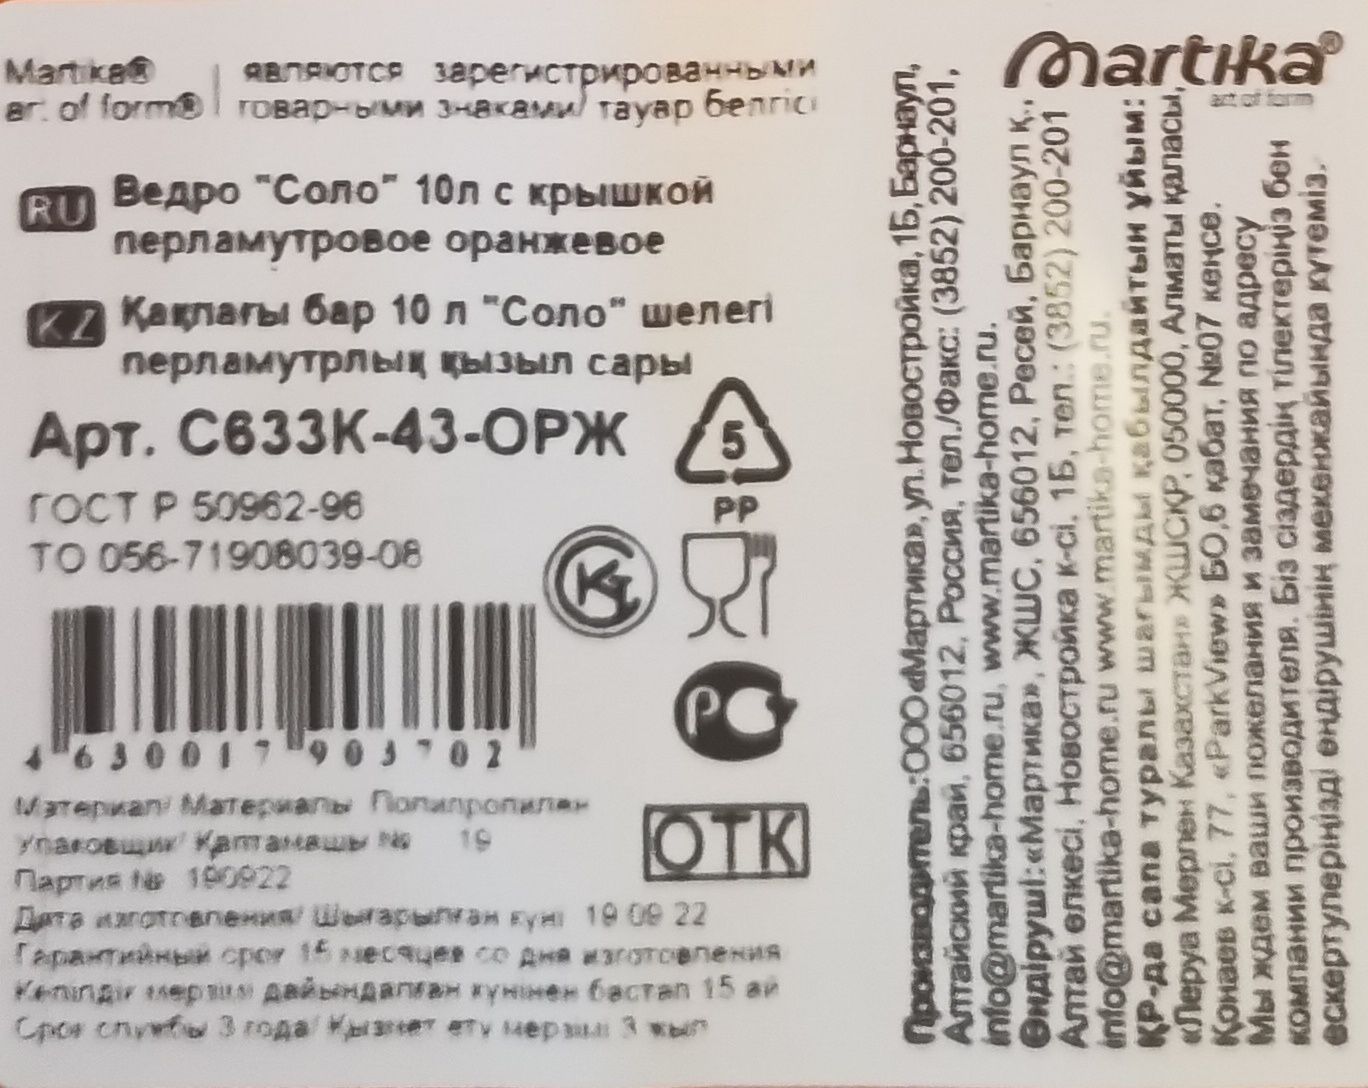 Martika®
art of form®
являются зарегистрированными
товарными знаками/ тауар белгісі
RU
Ведро "Соло" 10л с крышкой
перламутровое оранжевое
KZ
Қақпағы бар 10 л "Соло" шелегі
перламутрлық қызыл сары
Арт. С633К-43-ОРЖ
ГОСТ Р 50962-96
ТО 056-71908039-08
5
PP
4 630017 903702
Материал/ Материалы Полипропилен
Упаковщик/ Қаптамашы № 19
Партия № 190922
Дата изготовления/ Шығарылған күні 19 09 22
Гарантийный срок 15 месяцев со дня изготовления
Кепілдік мерзімі дайындалған күнінен бастап 15 ай
Срок службы 3 года/ Қызмет ету мерзімі 3 жыл
ОТК
Martika®
art of form
Производитель:ООО«Мартика», ул. Новостройка, 1Б, Барнаул,
Алтайский край, 656012, Россия, тел./Факс: (3852) 200-201,
info@martika-home.ru, www.martika-home.ru.
Өндіруші:«Мартика», ЖШС, 656012, Ресей, Барнаул қ.,
Алтай өлкесі, Новостройка к-сі, 1Б, тел.: (3852) 200-201
info@martika-home.ru www.martika-home.ru.
ҚР-да сапа туралы шағымды қабылдайтын ұйым:
«Леруа Мерлен Казахстан» ЖШСҚР, 050000, Алматы қаласы,
Қонаев к-сі, 77, «ParkView» БО,6 қабат, №07 кеңсе.
Мы ждем ваши пожелания и замечания по адресу
компании производителя. Біз сіздердің тілектеріңіз бен
ескертулеріңізді өндірушінің мекенжайында күтеміз.